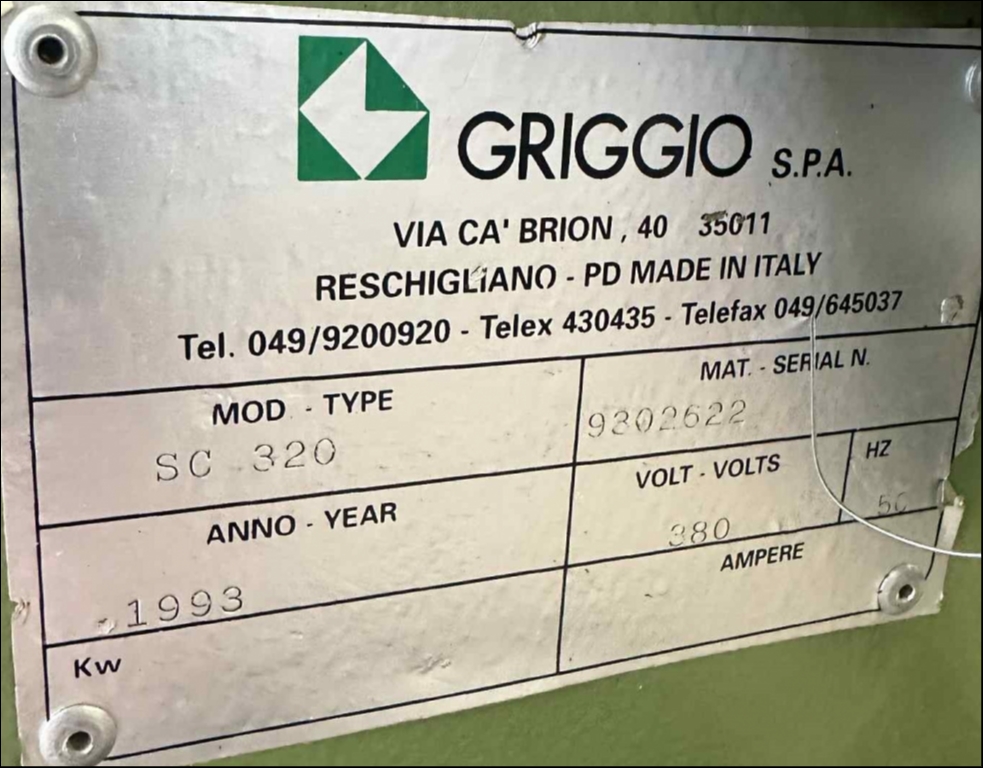 GRIGGIO S.P.A.
VIA CA' BRION, 40 35011
RESCHIGLIANO - PD MADE IN ITALY
Tel. 049/9200920 - Telex 430435 - Telefax 049/645037
MOD. - TYPE
SC 320
MAT. - SERIAL N.
9302622
ANNO - YEAR
1993
VOLT - VOLTS
380
HZ
50
Kw
AMPERE